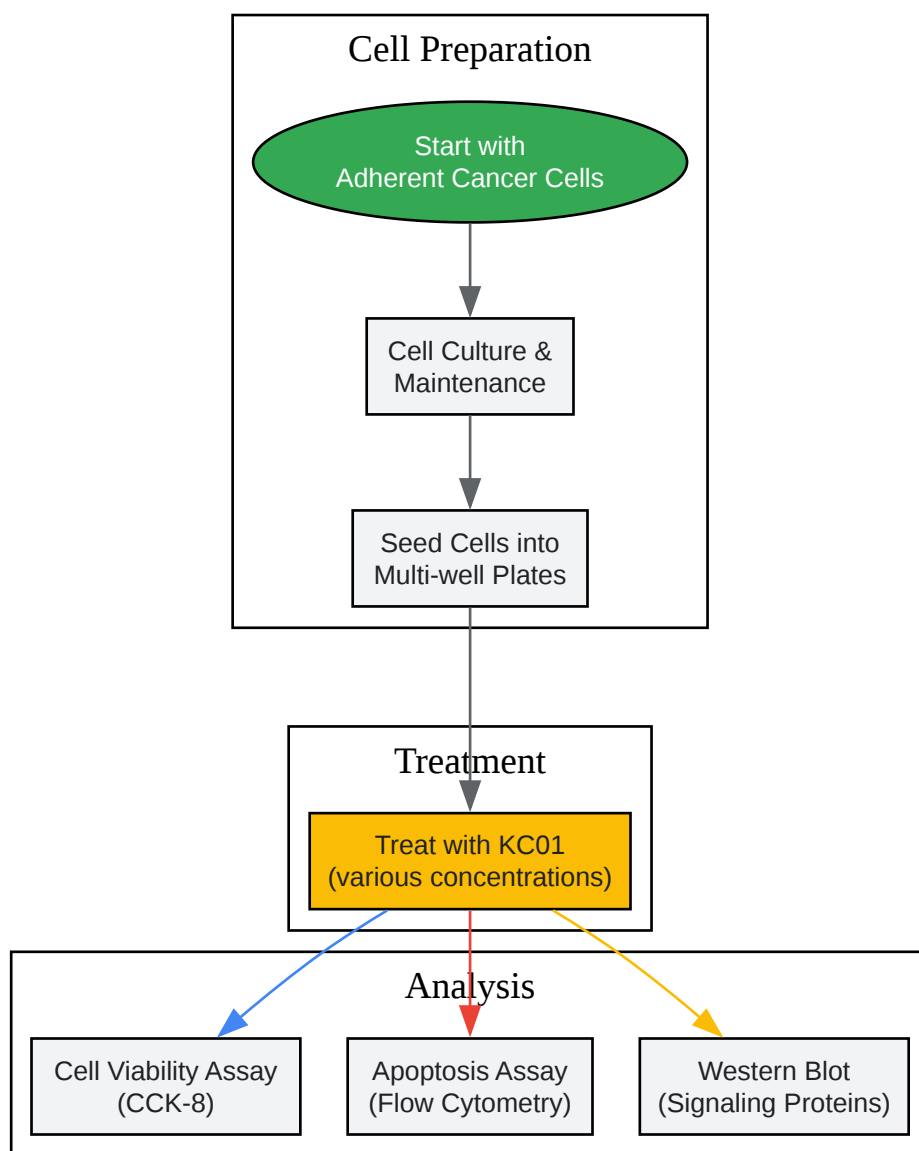 Cell Preparation
Start with
Adherent Cancer Cells
Cell Culture &
Maintenance
Seed Cells into
Multi-well Plates
Treatment
Treat with KC01
(various concentrations)
Analysis
Cell Viability Assay
(CCK-8)
Apoptosis Assay
(Flow Cytometry)
Western Blot
(Signaling Proteins)